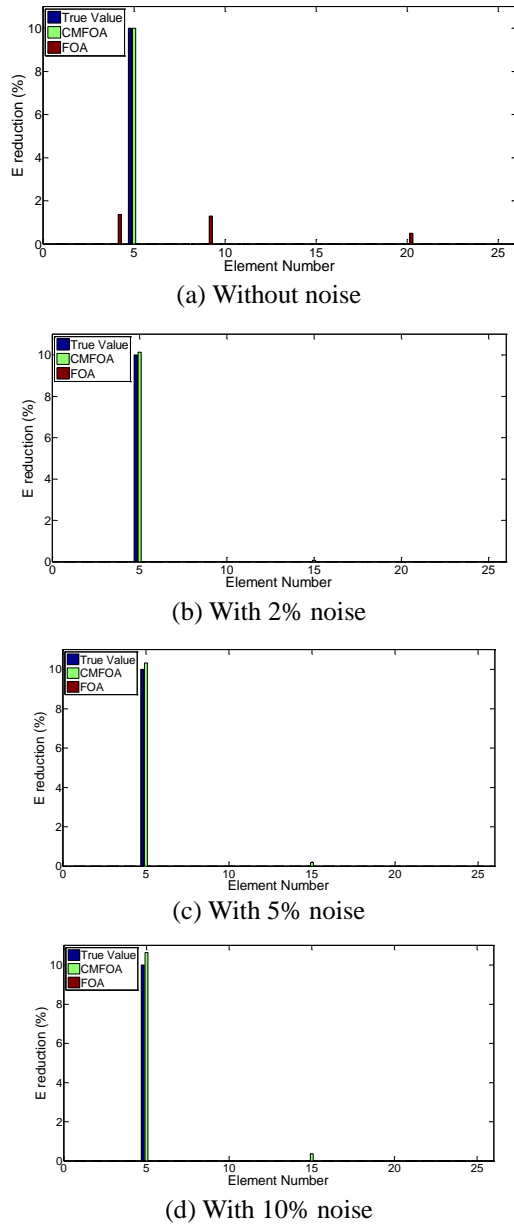 True Value
CMFOA
FOA
E reduction (%)
10
8
6
4
2
0
0 5 10 15 20 25
Element Number
(a) Without noise
True Value
CMFOA
FOA
E reduction (%)
10
8
6
4
2
0
0 5 10 15 20 25
Element Number
(b) With 2% noise
True Value
CMFOA
FOA
E reduction (%)
10
8
6
4
2
0
0 5 10 15 20 25
Element Number
(c) With 5% noise
True Value
CMFOA
FOA
E reduction (%)
10
8
6
4
2
0
0 5 10 15 20 25
Element Number
(d) With 10% noise